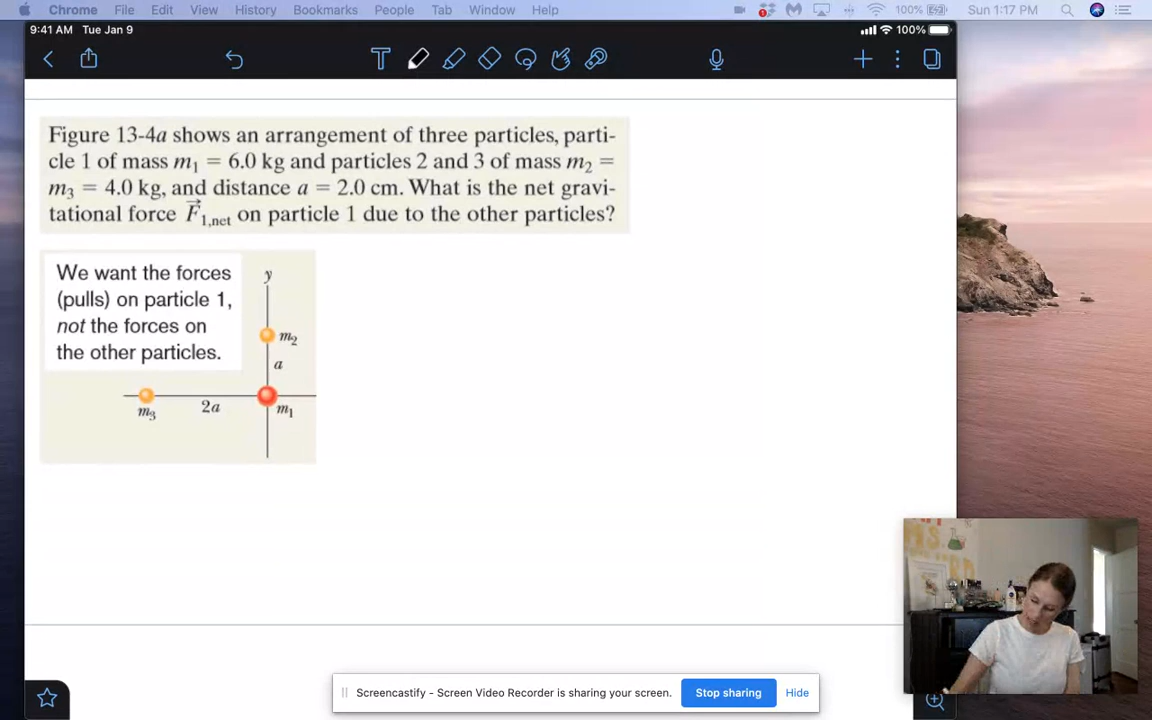 Chrome File Edit View History Bookmarks People Tab Window Help 100% Sun 1:17 PM
9:41 AM Tue Jan 9 100%
Figure 13-4a shows an arrangement of three particles, parti-
cle 1 of mass m₁ = 6.0 kg and particles 2 and 3 of mass m₂ =
m₃ = 4.0 kg, and distance a = 2.0 cm. What is the net gravi-
tational force F⃗₁,net on particle 1 due to the other particles?
We want the forces
(pulls) on particle 1,
not the forces on
the other particles.
y
m₂
a
m₃
2a
m₁
Screencastify - Screen Video Recorder is sharing your screen. Stop sharing Hide